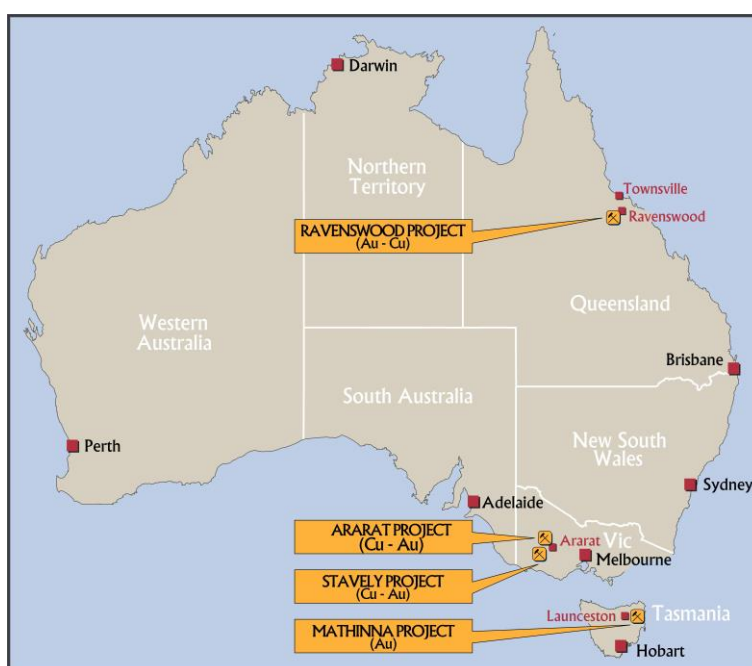 Darwin
Northern
Territory
Townsville
Ravenswood
RAVENSWOOD PROJECT
(Au - Cu)
Queensland
Western
Australia
Brisbane
South Australia
New South
Wales
Perth
Sydney
Adelaide
ARARAT PROJECT
(Cu - Au)
Ararat
Vic
Melbourne
STAVELY PROJECT
(Cu - Au)
Launceston
Tasmania
MATHINNA PROJECT
(Au)
Hobart